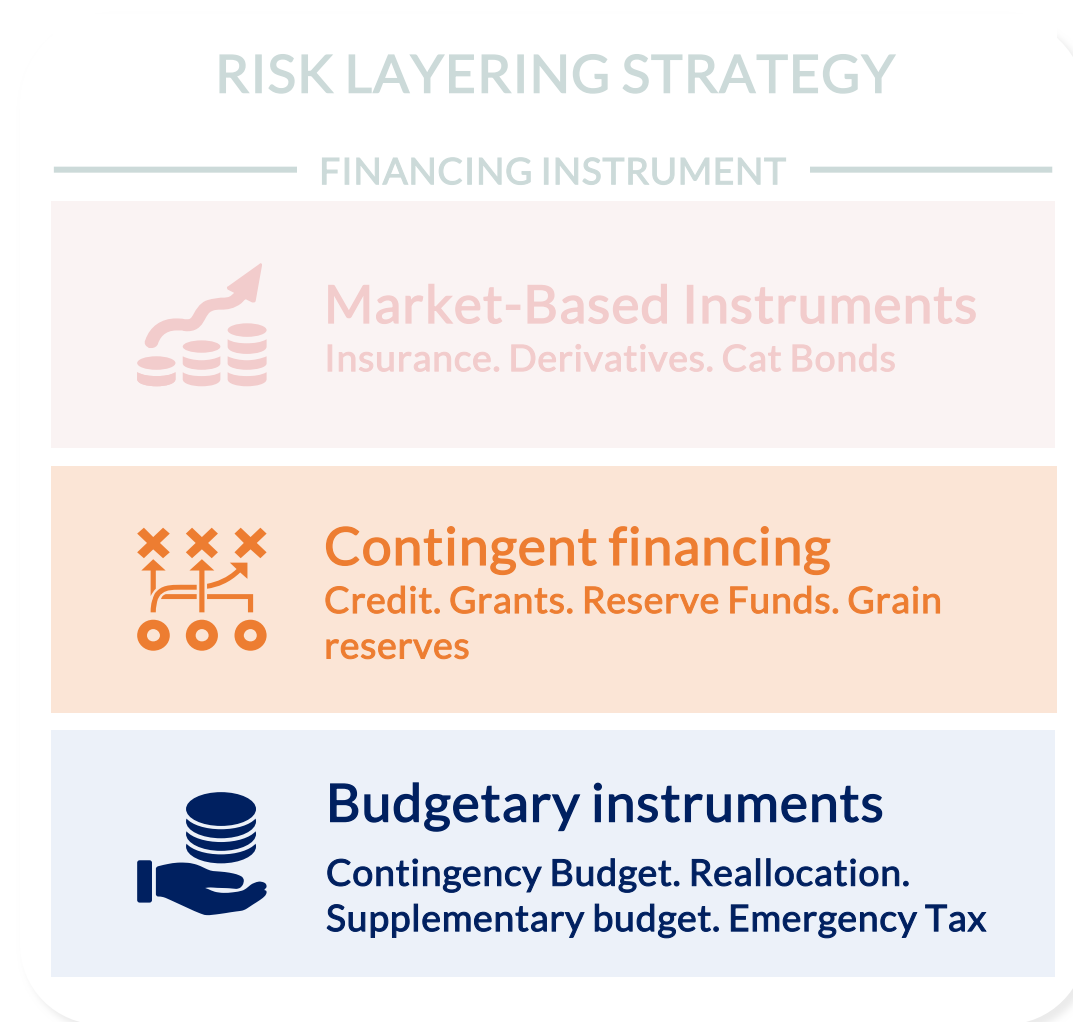 RISK LAYERING STRATEGY
FINANCING INSTRUMENT
Market-Based Instruments
Insurance. Derivatives. Cat Bonds
Contingent financing
Credit. Grants. Reserve Funds. Grain
reserves
Budgetary instruments
Contingency Budget. Reallocation.
Supplementary budget. Emergency Tax